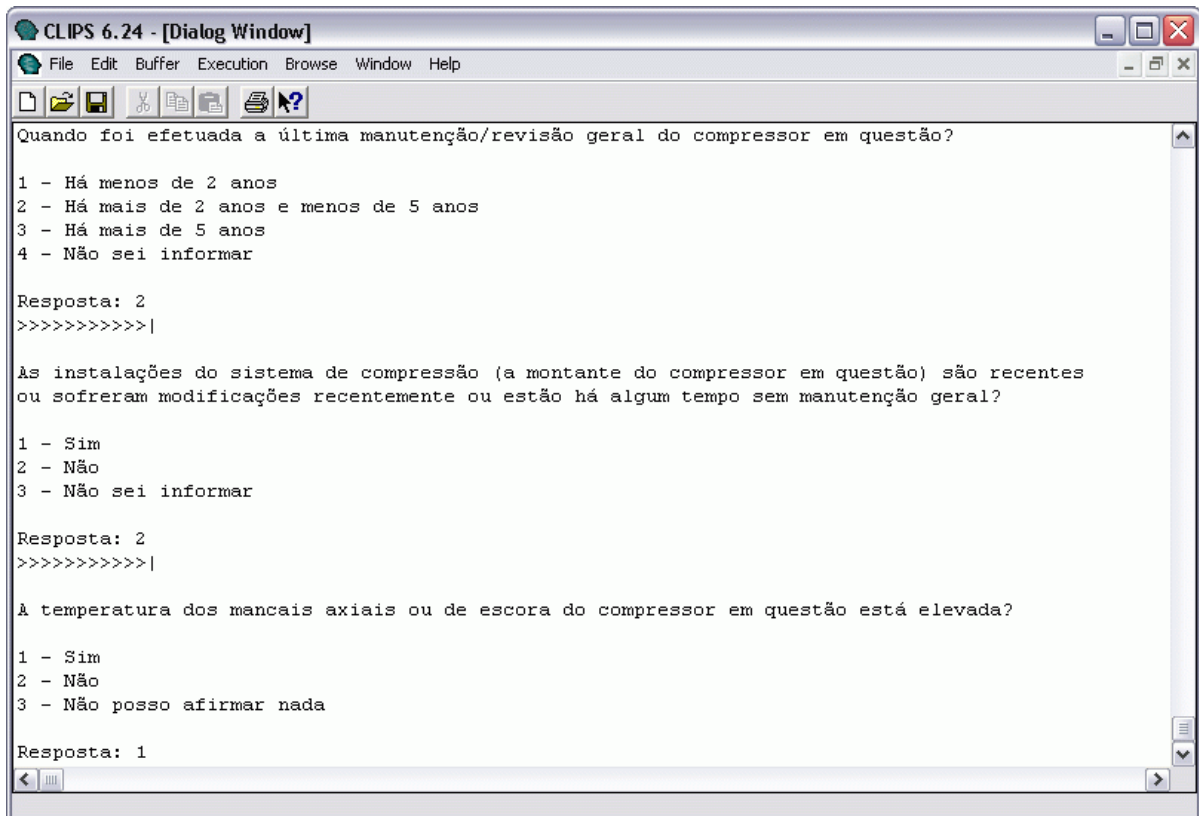 CLIPS 6.24 - [Dialog Window]
File Edit Buffer Execution Browse Window Help
Quando foi efetuada a última manutenção/revisão geral do compressor em questão?
1 - Há menos de 2 anos
2 - Há mais de 2 anos e menos de 5 anos
3 - Há mais de 5 anos
4 - Não sei informar
Resposta: 2
>>>>>>>>>>>|
As instalações do sistema de compressão (a montante do compressor em questão) são recentes
ou sofreram modificações recentemente ou estão há algum tempo sem manutenção geral?
1 - Sim
2 - Não
3 - Não sei informar
Resposta: 2
>>>>>>>>>>>|
A temperatura dos mancais axiais ou de escora do compressor em questão está elevada?
1 - Sim
2 - Não
3 - Não posso afirmar nada
Resposta: 1